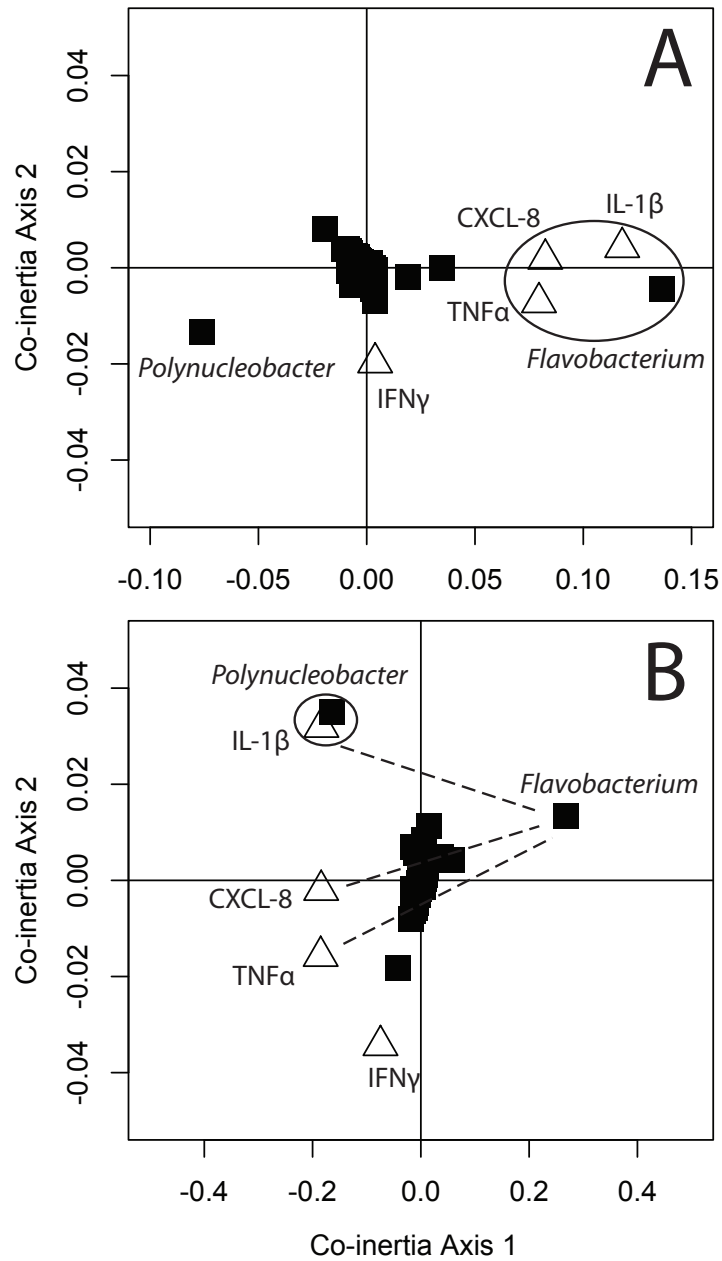 A
0.04
0.02
0.00
-0.02
-0.04
Co-inertia Axis 2
CXCL-8
IL-1β
TNFα
Flavobacterium
Polynucleobacter
IFNγ
-0.10 -0.05 0.00 0.05 0.10 0.15
B
0.04
0.02
0.00
-0.02
-0.04
Co-inertia Axis 2
Polynucleobacter
IL-1β
Flavobacterium
CXCL-8
TNFα
IFNγ
-0.4 -0.2 0.0 0.2 0.4
Co-inertia Axis 1